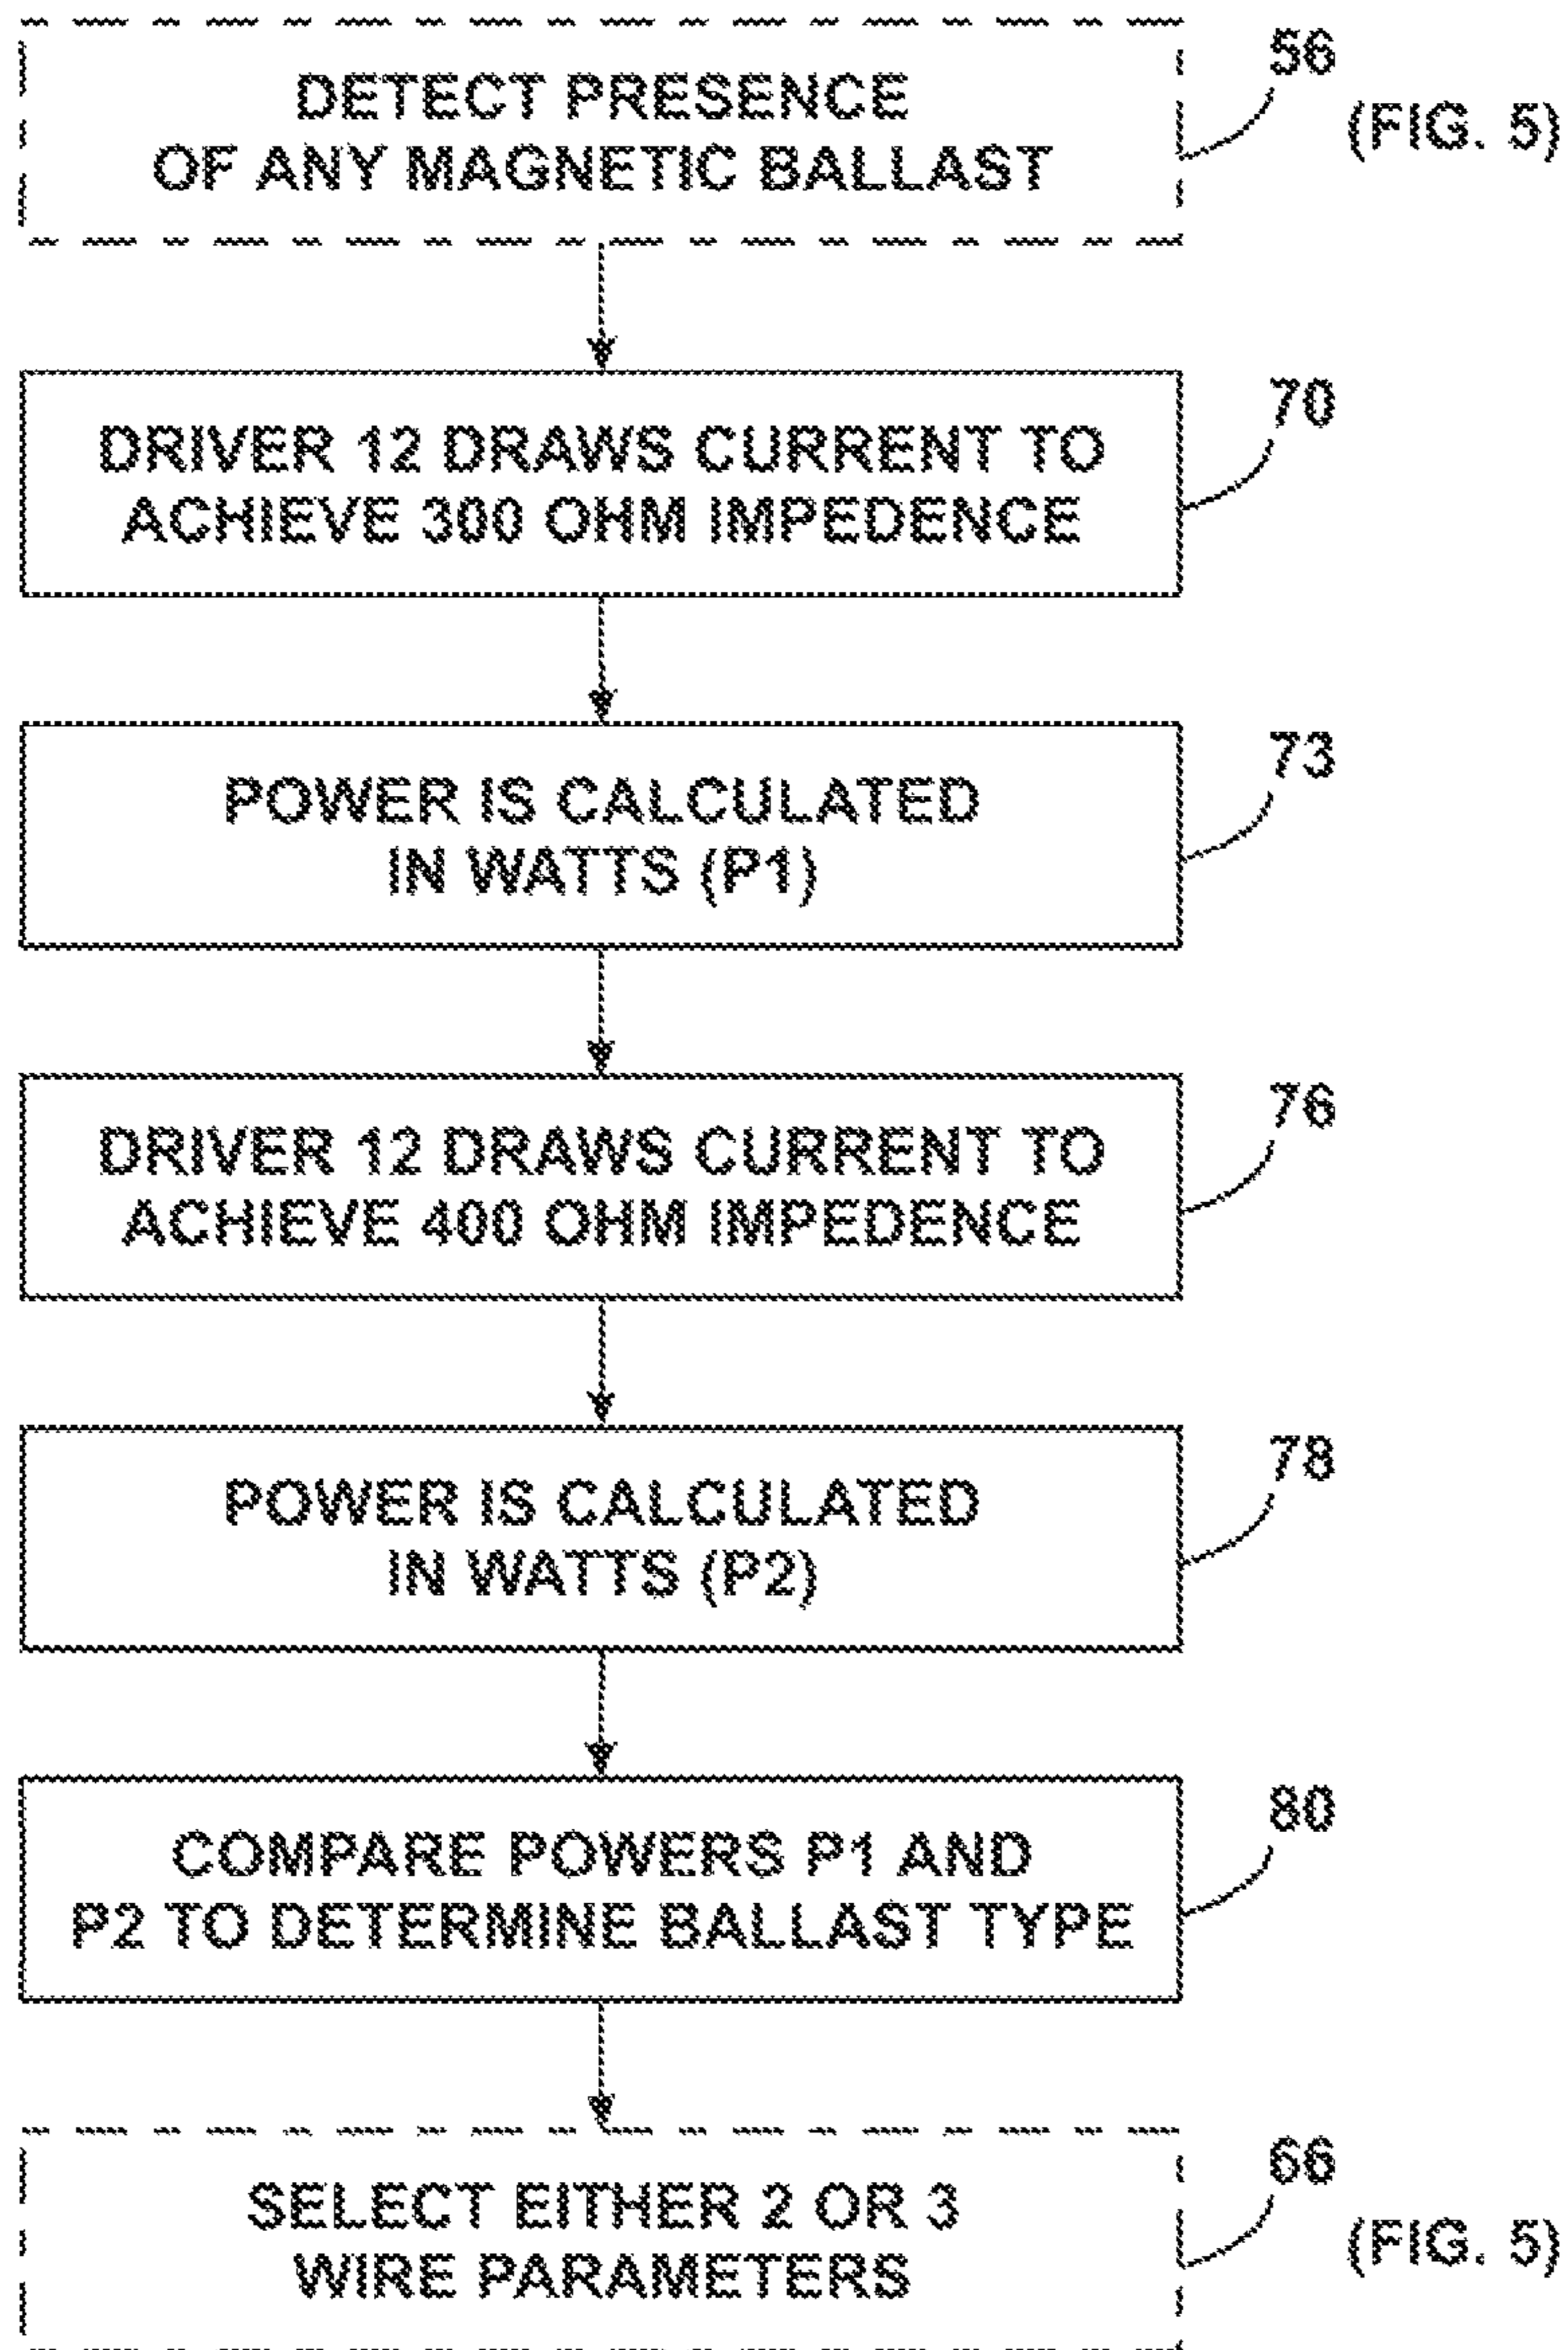 DETECT PRESENCE
OF ANY MAGNETIC BALLAST
56
(FIG. 5)
DRIVER 12 DRAWS CURRENT TO
ACHIEVE 300 OHM IMPEDENCE
70
POWER IS CALCULATED
IN WATTS (P1)
73
DRIVER 12 DRAWS CURRENT TO
ACHIEVE 400 OHM IMPEDENCE
76
POWER IS CALCULATED
IN WATTS (P2)
78
COMPARE POWERS P1 AND
P2 TO DETERMINE BALLAST TYPE
80
SELECT EITHER 2 OR 3
WIRE PARAMETERS
66
(FIG. 5)